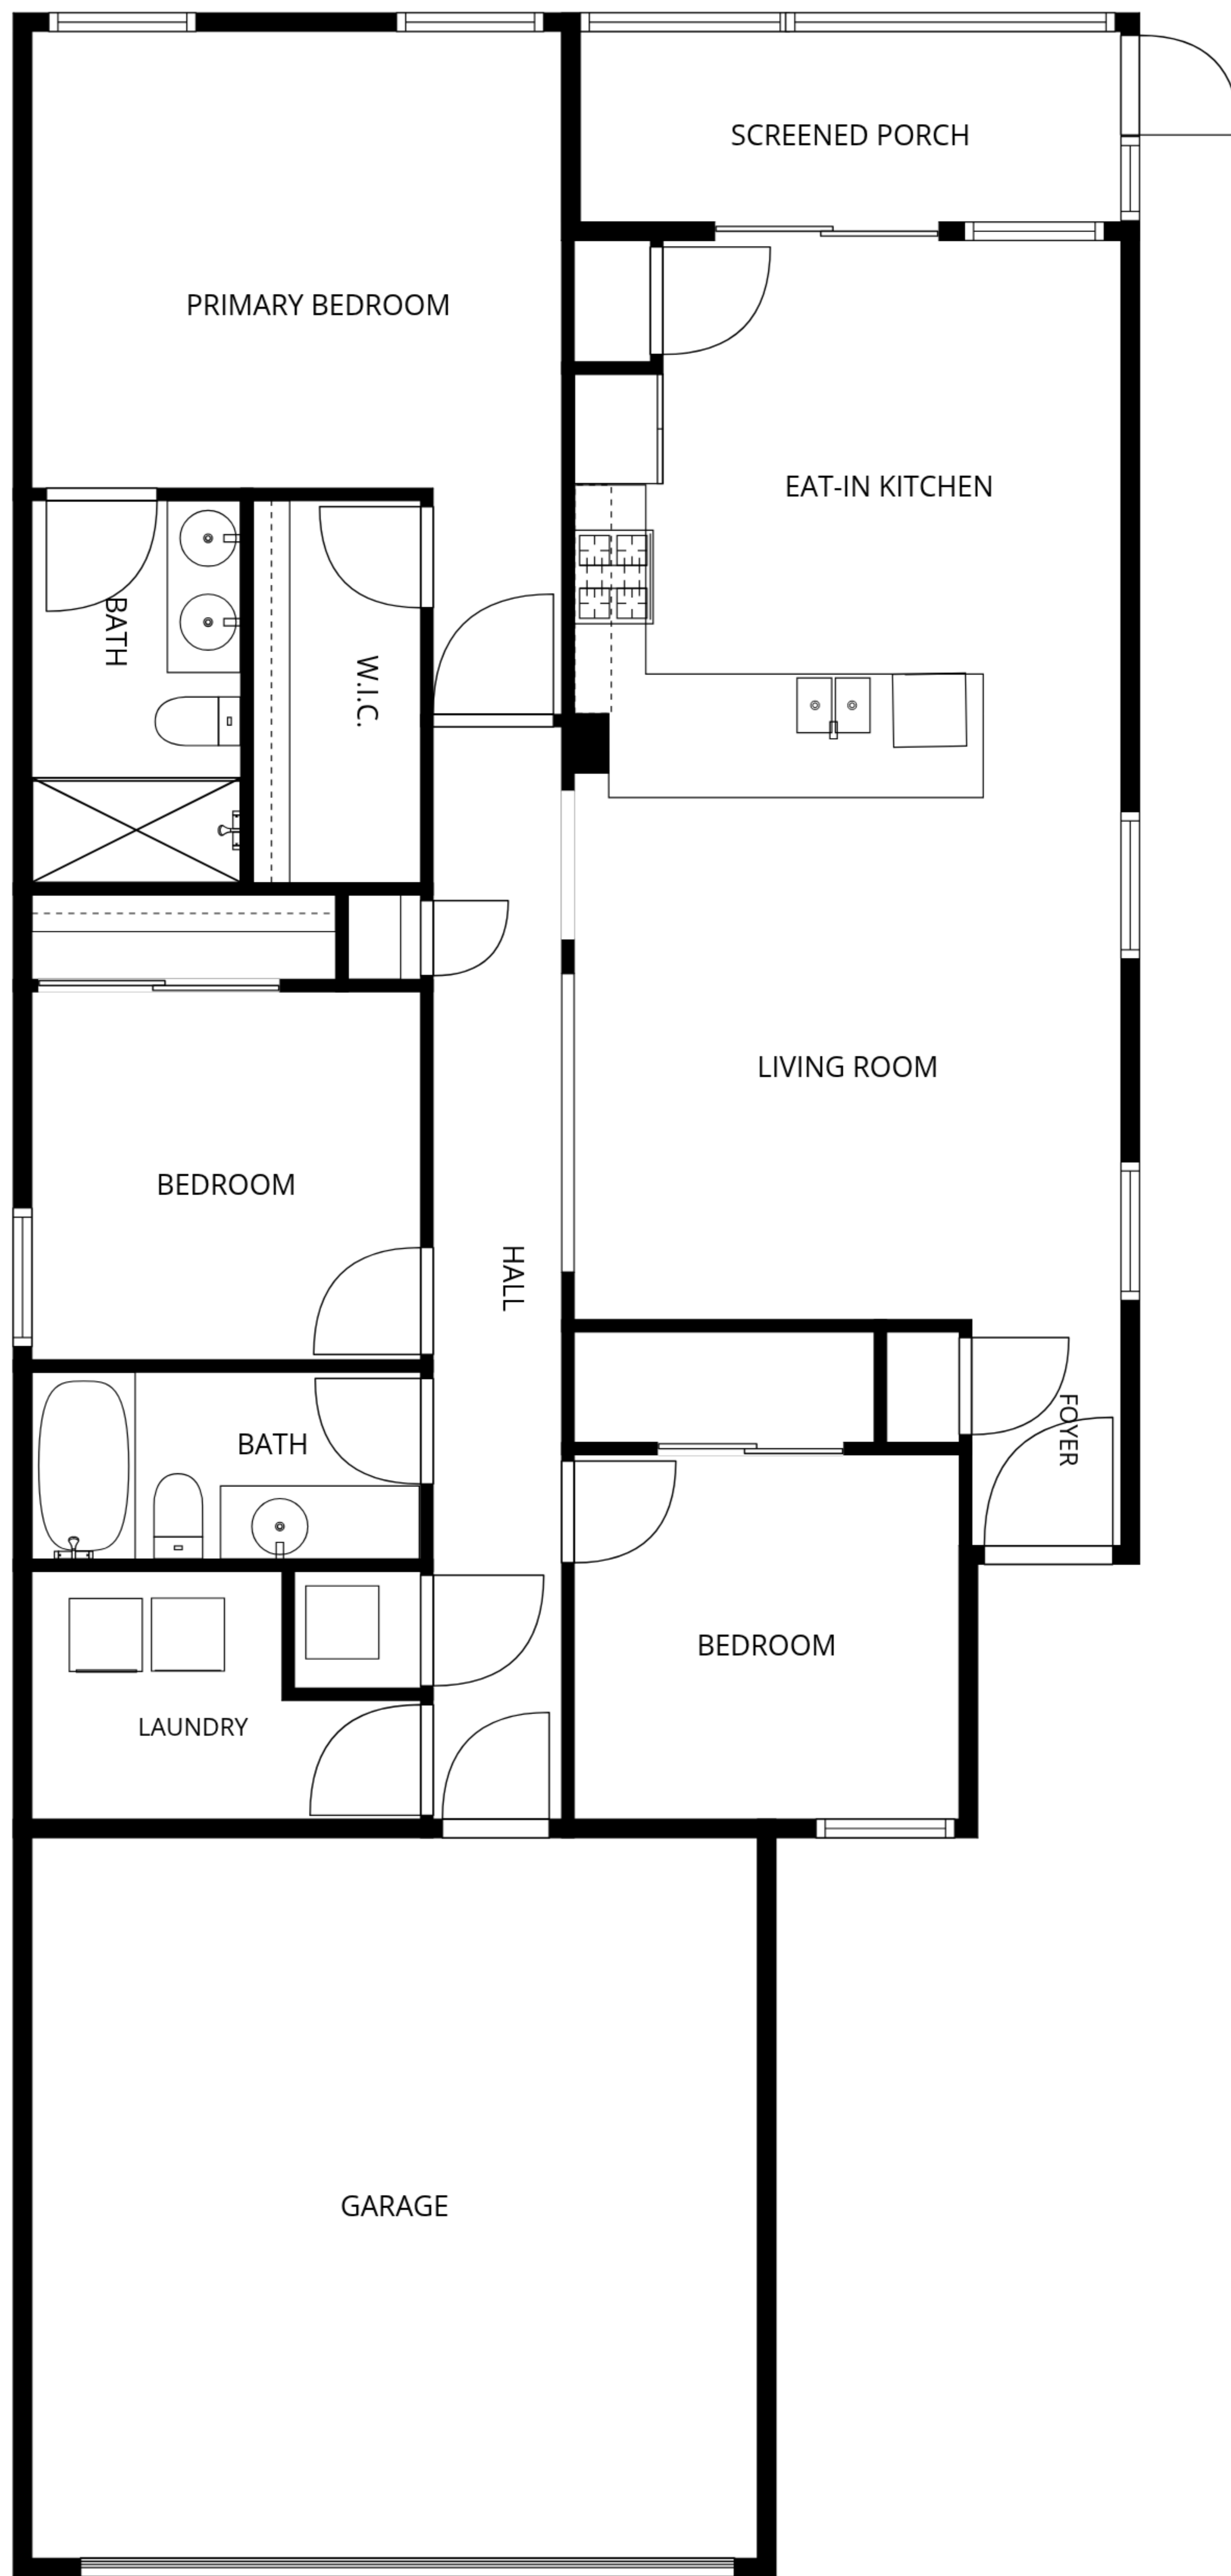 SCREENED PORCH
PRIMARY BEDROOM
EAT-IN KITCHEN
BATH
W.I.C.
LIVING ROOM
BEDROOM
HALL
FOYER
BATH
BEDROOM
LAUNDRY
GARAGE